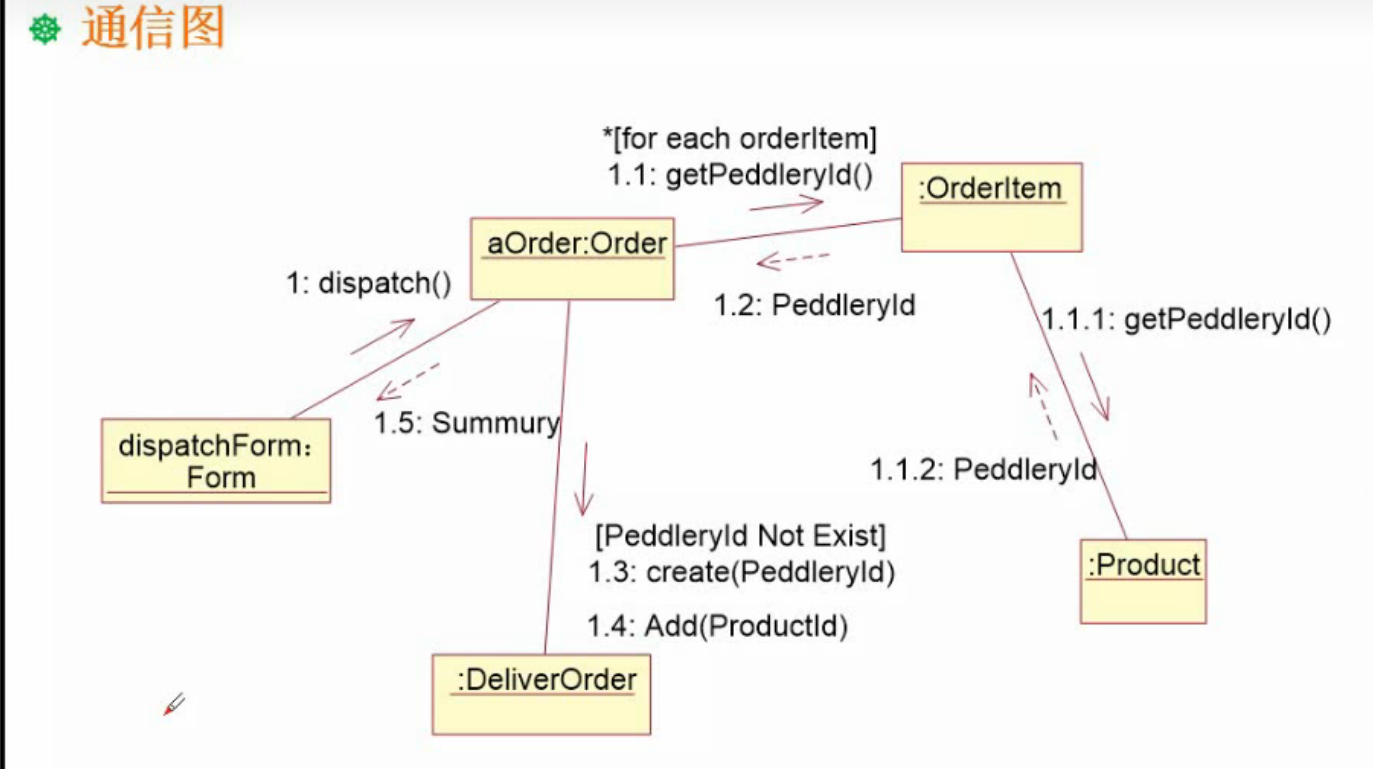 通信图
*[for each orderItem]
1.1: getPeddleryId()
:OrderItem
aOrder:Order
1: dispatch()
1.2: PeddleryId
1.1.1: getPeddleryId()
1.5: Summury
dispatchForm：
Form
1.1.2: PeddleryId
[PeddleryId Not Exist]
1.3: create(PeddleryId)
:Product
1.4: Add(ProductId)
:DeliverOrder